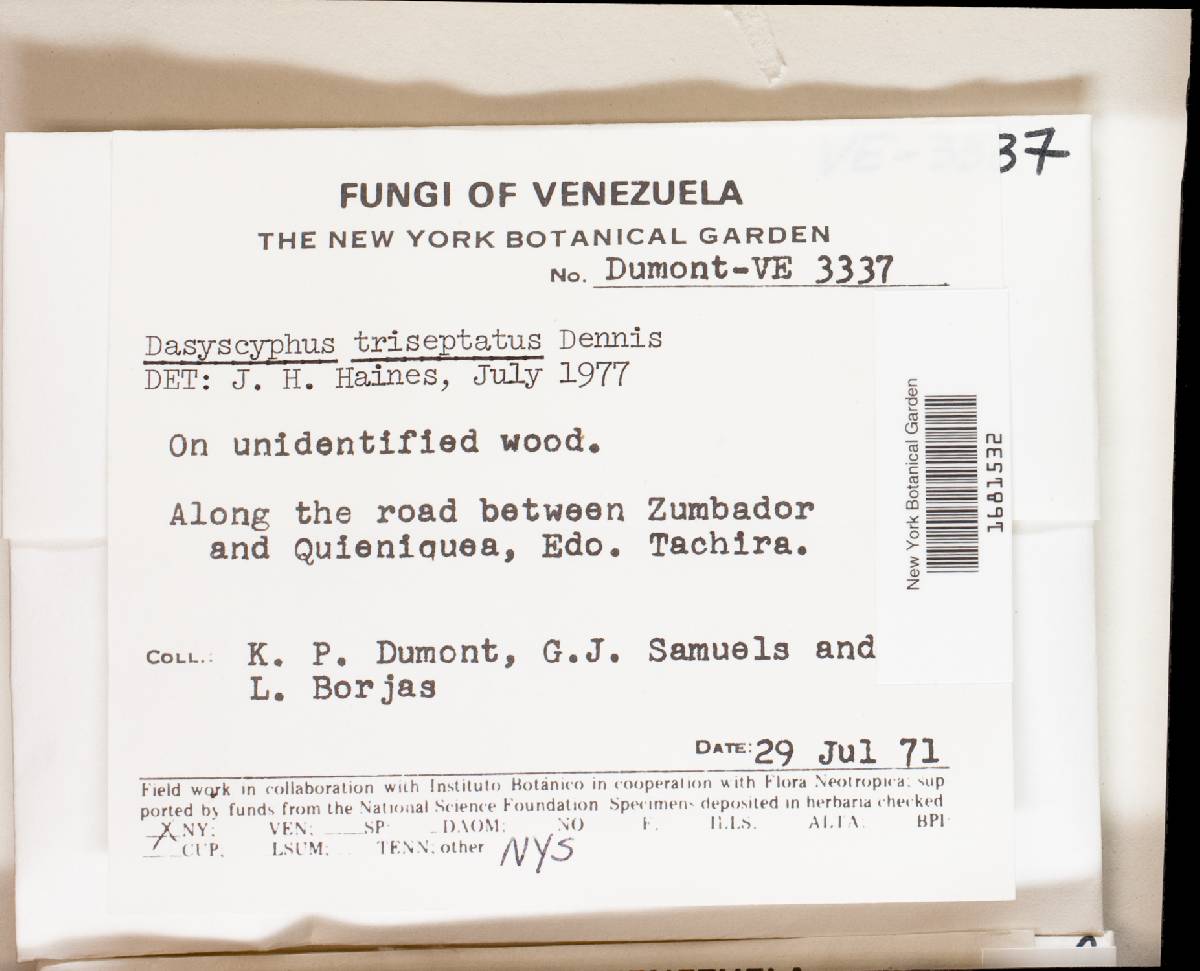 37
FUNGI OF VENEZUELA
THE NEW YORK BOTANICAL GARDEN
No. Dumont-VE 3337
Dasyscyphus triseptatus Dennis
DET: J. H. Haines, July 1977
On unidentified wood.
Along the road between Zumbador
and Quieniquea, Edo. Tachira.
New York Botanical Garden
1681532
COLL.: K. P. Dumont, G.J. Samuels and
L. Borjas
DATE: 29 Jul 71
Field work in collaboration with Instituto Botánico in cooperation with Flora Neotropica; sup
ported by funds from the National Science Foundation Specimens deposited in herbaria checked
X NY; VEN; SP DAOM; NO F. ILLS. ALTA. BPI
CUP. LSUM; TENN; other NYS